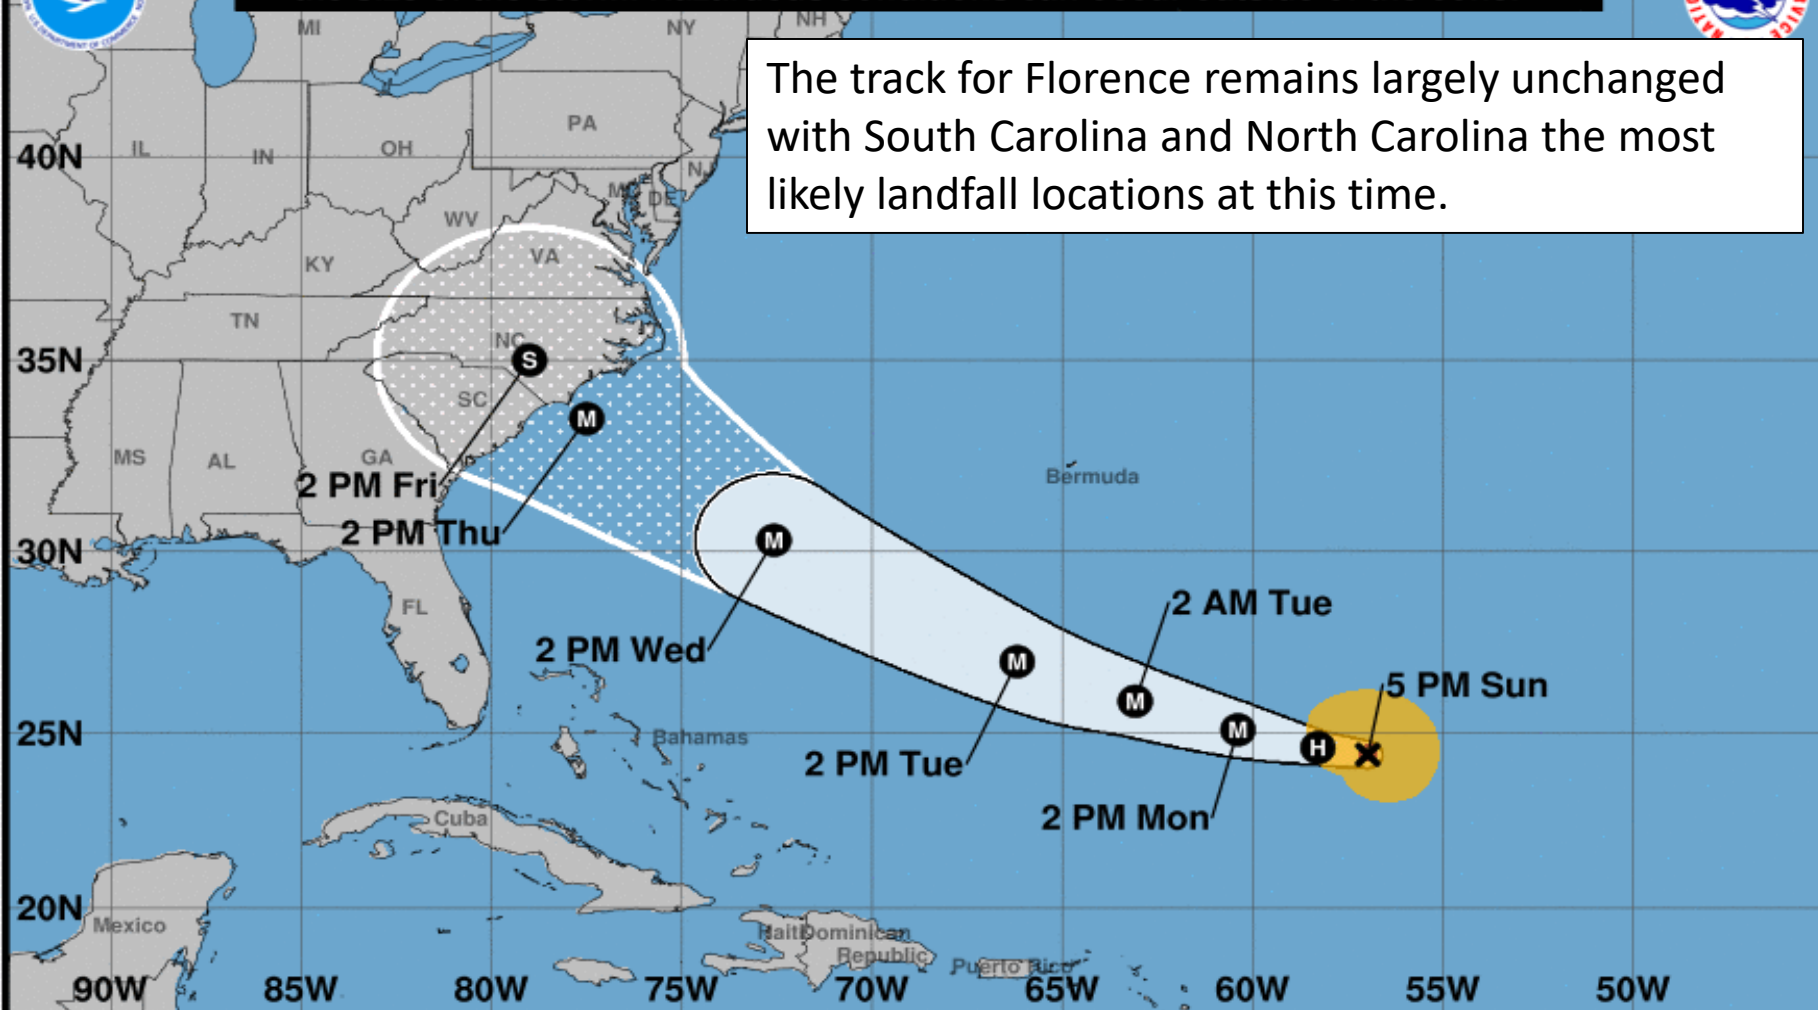 MI
NY
NH
The track for Florence remains largely unchanged
with South Carolina and North Carolina the most
likely landfall locations at this time.
PA
40N
IL
IN
OH
NJ
DE
WV
VA
KY
TN
NC
35N
S
SC
M
MS
AL
GA
Bermuda
2 PM Fri
2 PM Thu
30N
M
FL
2 AM Tue
2 PM Wed
M
M
5 PM Sun
25N
Bahamas
M
H
2 PM Tue
2 PM Mon
Cuba
20N
Mexico
Haiti
Dominican
Republic
Puerto Rico
90W
85W
80W
75W
70W
65W
60W
55W
50W